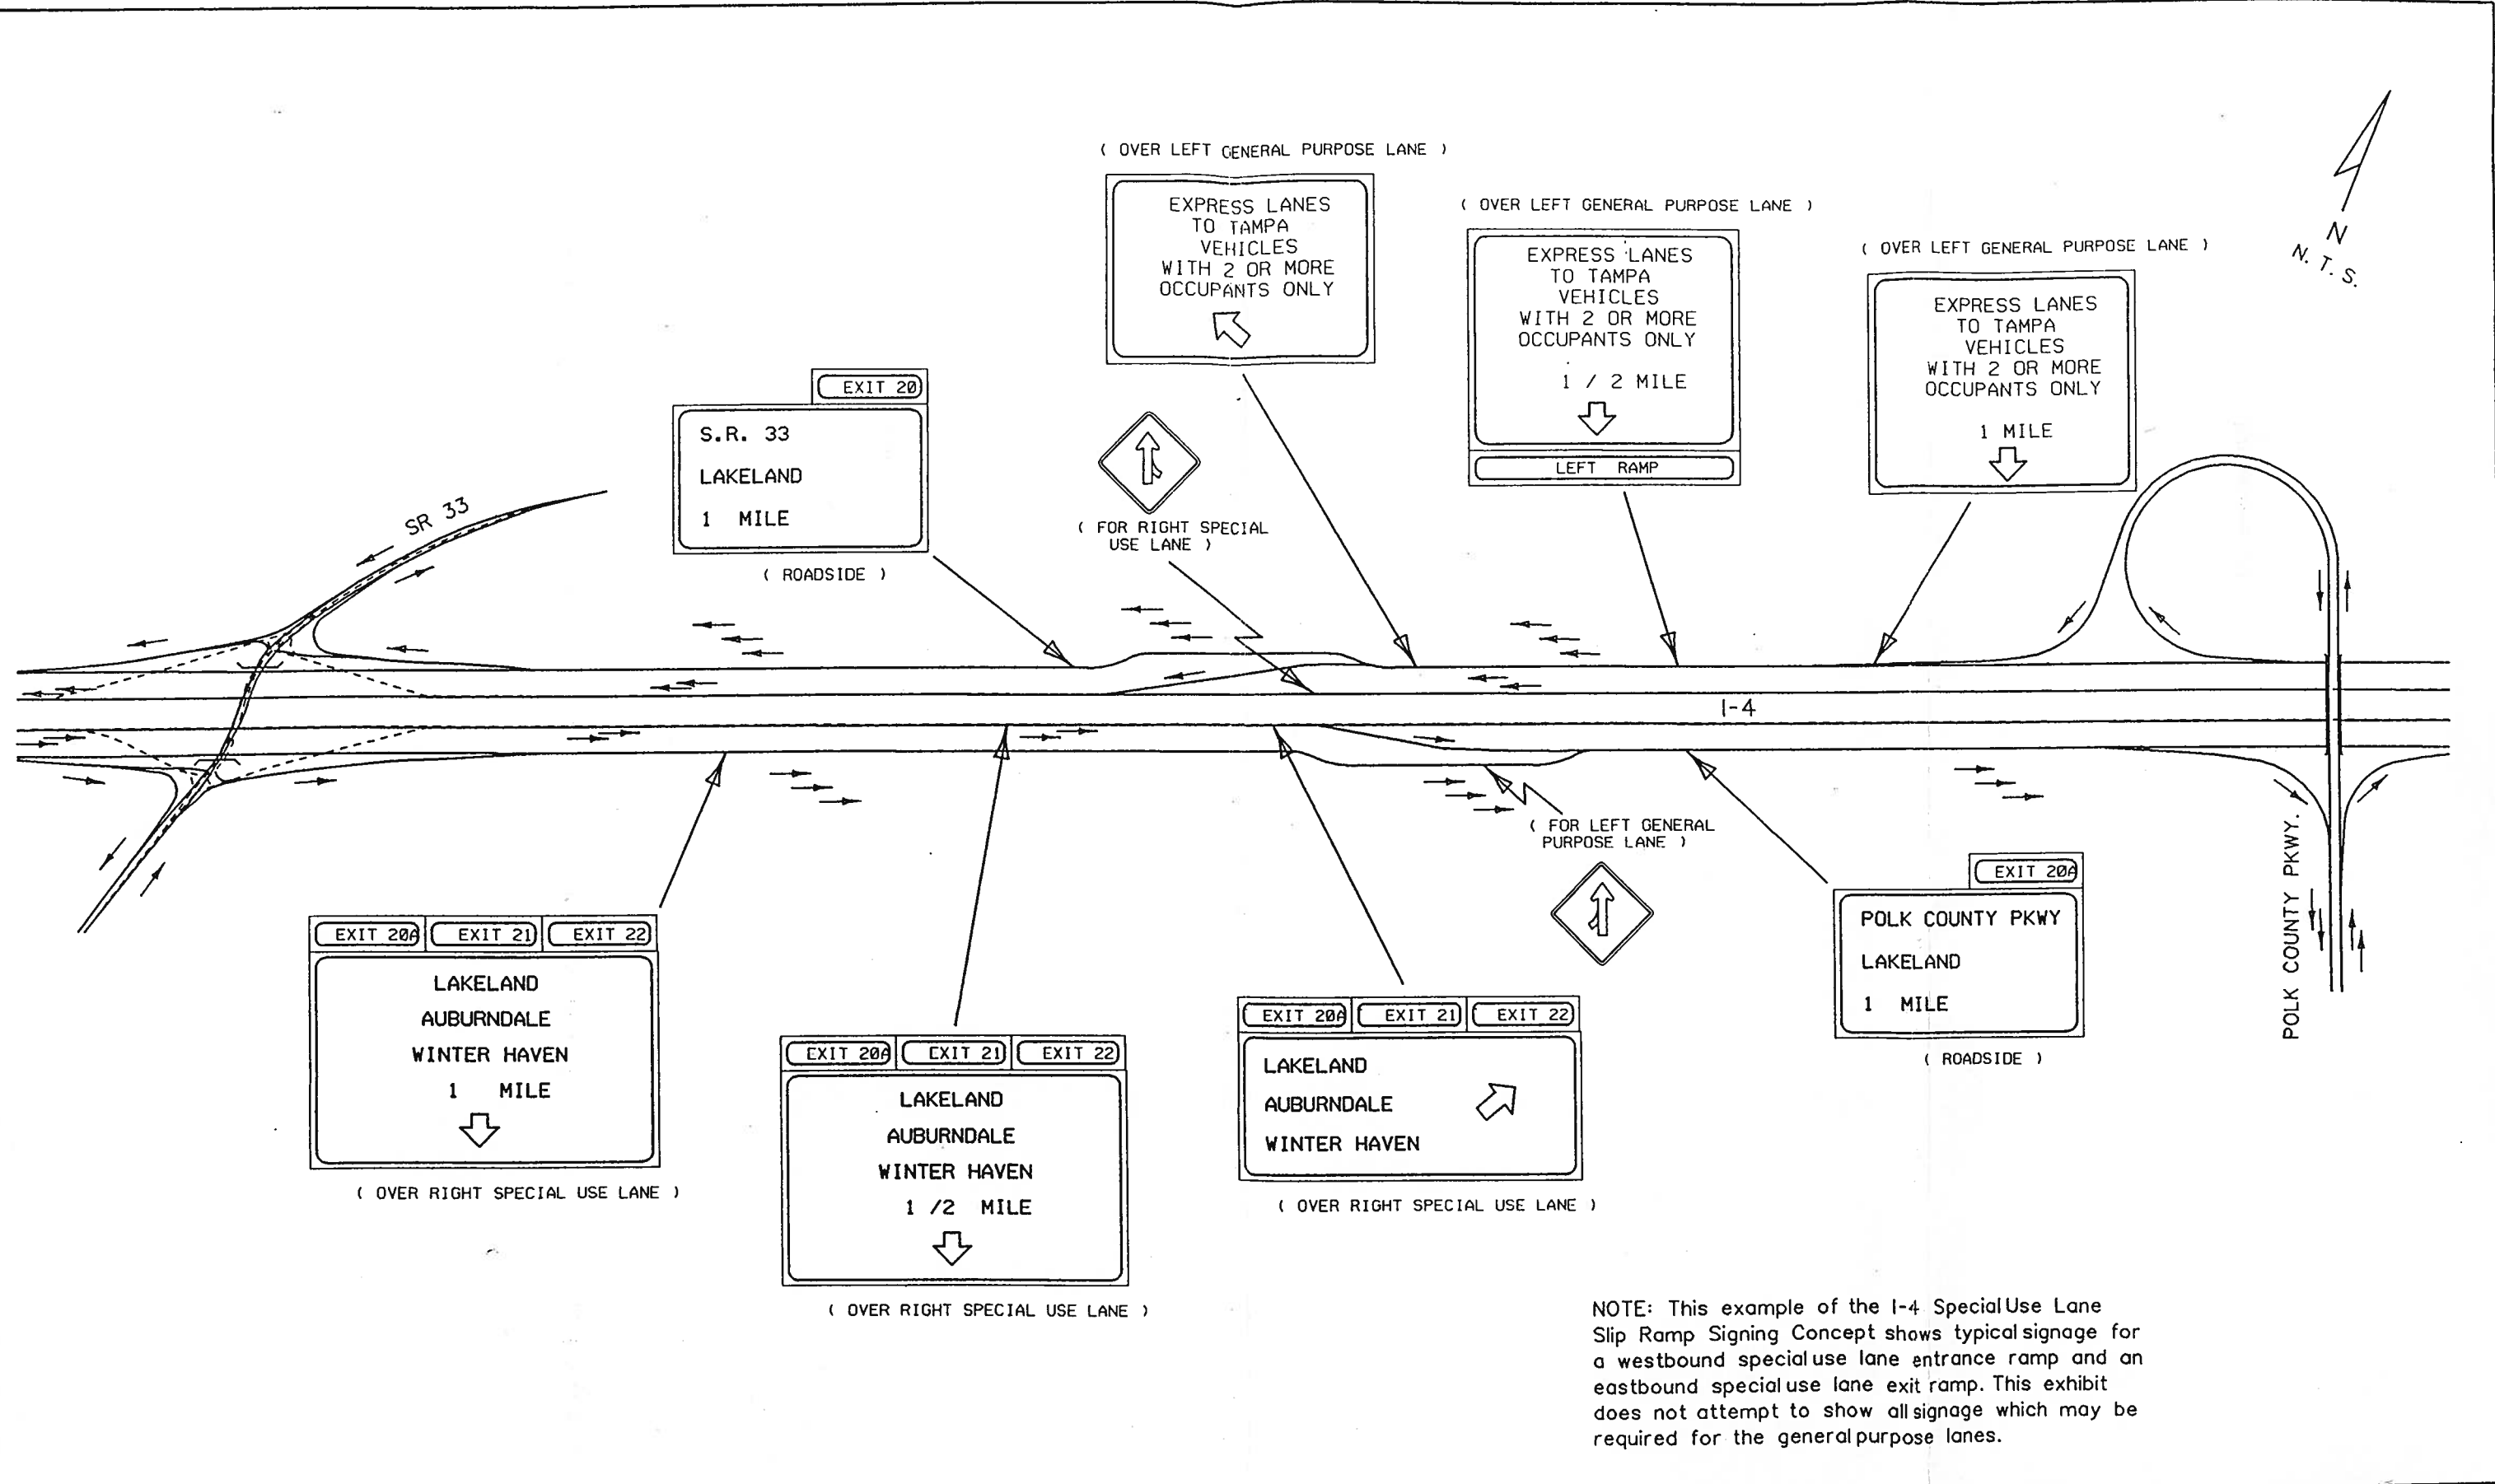 ( OVER LEFT GENERAL PURPOSE LANE )
EXPRESS LANES
TO TAMPA
VEHICLES
WITH 2 OR MORE
OCCUPANTS ONLY
( OVER LEFT GENERAL PURPOSE LANE )
EXPRESS LANES
TO TAMPA
VEHICLES
WITH 2 OR MORE
OCCUPANTS ONLY
1 / 2 MILE
LEFT RAMP
( OVER LEFT GENERAL PURPOSE LANE )
EXPRESS LANES
TO TAMPA
VEHICLES
WITH 2 OR MORE
OCCUPANTS ONLY
1 MILE
N
N. T. S.
EXIT 20
S.R. 33
LAKELAND
1 MILE
( ROADSIDE )
( FOR RIGHT SPECIAL
USE LANE )
SR 33
I-4
( FOR LEFT GENERAL
PURPOSE LANE )
POLK COUNTY PKWY.
EXIT 20A EXIT 21 EXIT 22
LAKELAND
AUBURNDALE
WINTER HAVEN
1 MILE
( OVER RIGHT SPECIAL USE LANE )
EXIT 20A EXIT 21 EXIT 22
LAKELAND
AUBURNDALE
WINTER HAVEN
1 /2 MILE
( OVER RIGHT SPECIAL USE LANE )
EXIT 20A EXIT 21 EXIT 22
LAKELAND
AUBURNDALE
WINTER HAVEN
( OVER RIGHT SPECIAL USE LANE )
EXIT 20A
POLK COUNTY PKWY
LAKELAND
1 MILE
( ROADSIDE )
NOTE: This example of the I-4 Special Use Lane
Slip Ramp Signing Concept shows typical signage for
a westbound special use lane entrance ramp and an
eastbound special use lane exit ramp. This exhibit
does not attempt to show all signage which may be
required for the general purpose lanes.